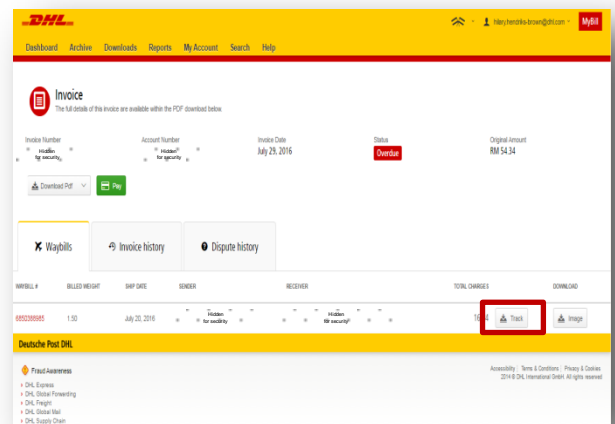 DHL
hilary.hendriks-brown@dhl.com
MyBill
Dashboard Archive Downloads Reports My Account Search Help
Invoice
The full details of this invoice are available within the PDF download below.
Invoice Number Account Number Invoice Date Status Original Amount
Hidden for security Hidden for security July 29, 2016 Overdue RM 54.34
Download Pdf Pay
Waybills Invoice history Dispute history
WAYBILL # BILLED WEIGHT SHIP DATE SENDER RECEIVER TOTAL CHARGES DOWNLOAD
1.50 July 20, 2016 Hidden for security Hidden for security Track Image
Deutsche Post DHL
Fraud Awareness
Accessibility | Terms & Conditions | Privacy & Cookies
2014 © DHL International GmbH. All rights reserved
DHL Express
DHL Global Forwarding
DHL Freight
DHL Global Mail
DHL Supply Chain